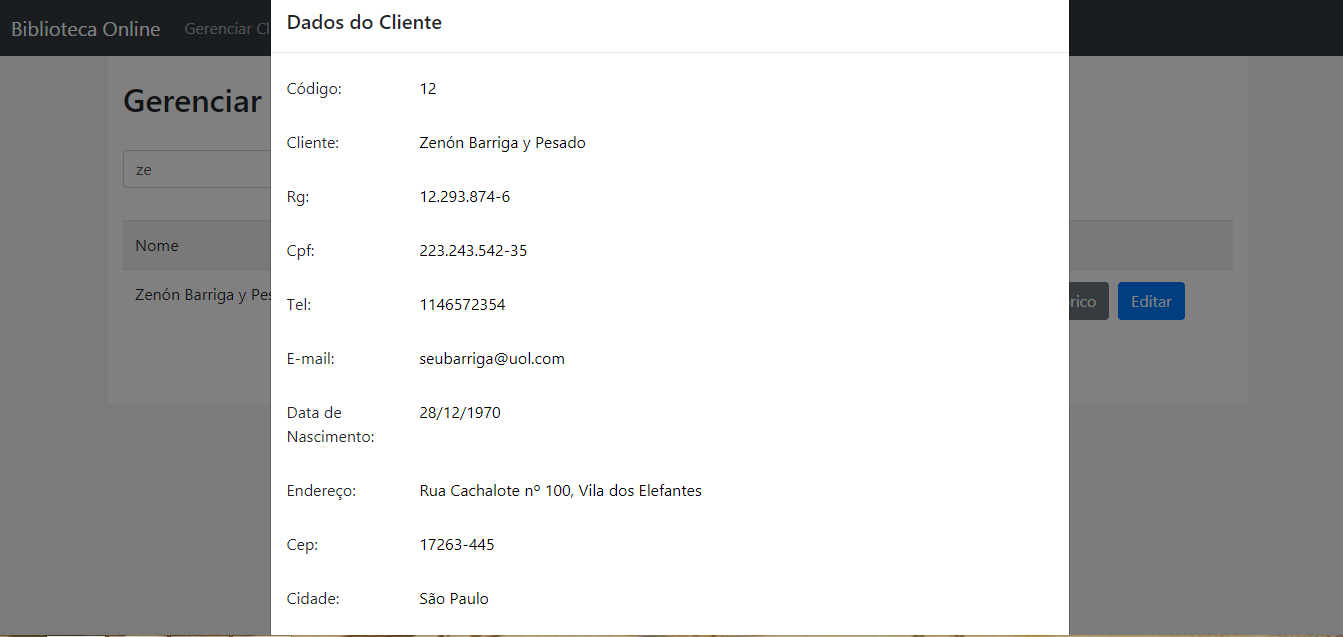 Biblioteca Online Gerenciar Cl
Dados do Cliente
Gerenciar
ze
Nome
Zenón Barriga y Pes
rico Editar
Código: 12
Cliente: Zenón Barriga y Pesado
Rg: 12.293.874-6
Cpf: 223.243.542-35
Tel: 1146572354
E-mail: seubarriga@uol.com
Data de 28/12/1970
Nascimento:
Endereço: Rua Cachalote nº 100, Vila dos Elefantes
Cep: 17263-445
Cidade: São Paulo